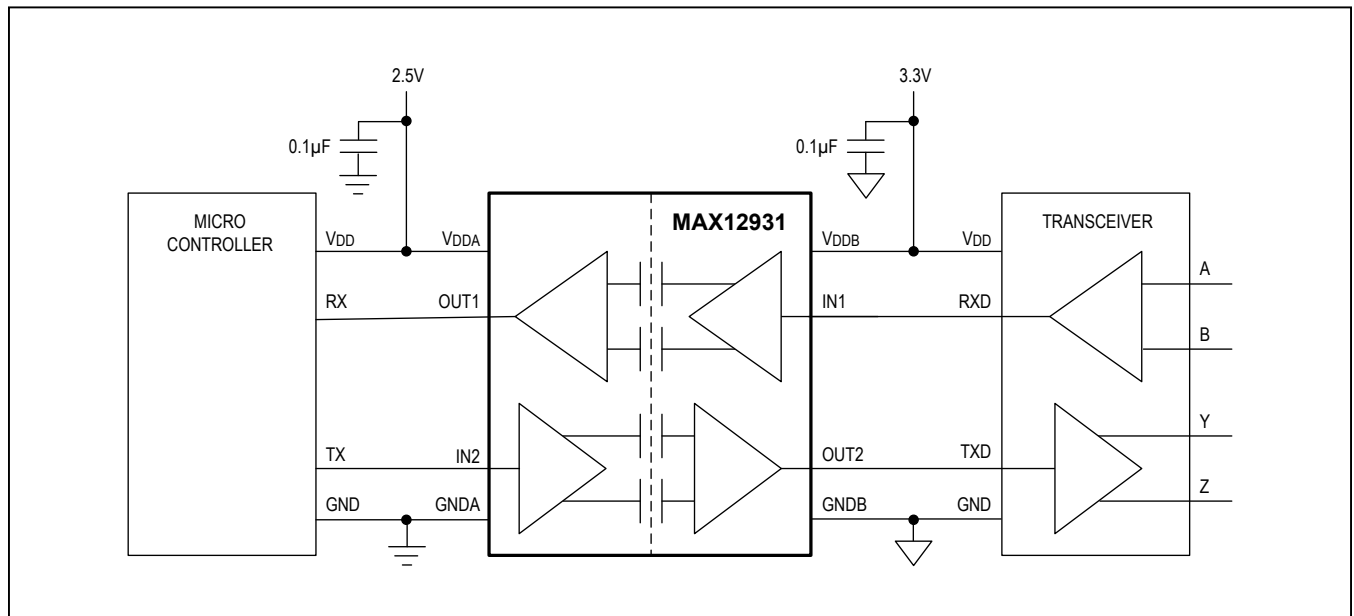 2.5V
3.3V
0.1µF
0.1µF
MICRO
CONTROLLER
MAX12931
TRANSCEIVER
VDD
VDDA
VDDB
VDD
A
RX
OUT1
IN1
RXD
B
Y
TX
IN2
OUT2
TXD
Z
GND
GNDA
GNDB
GND